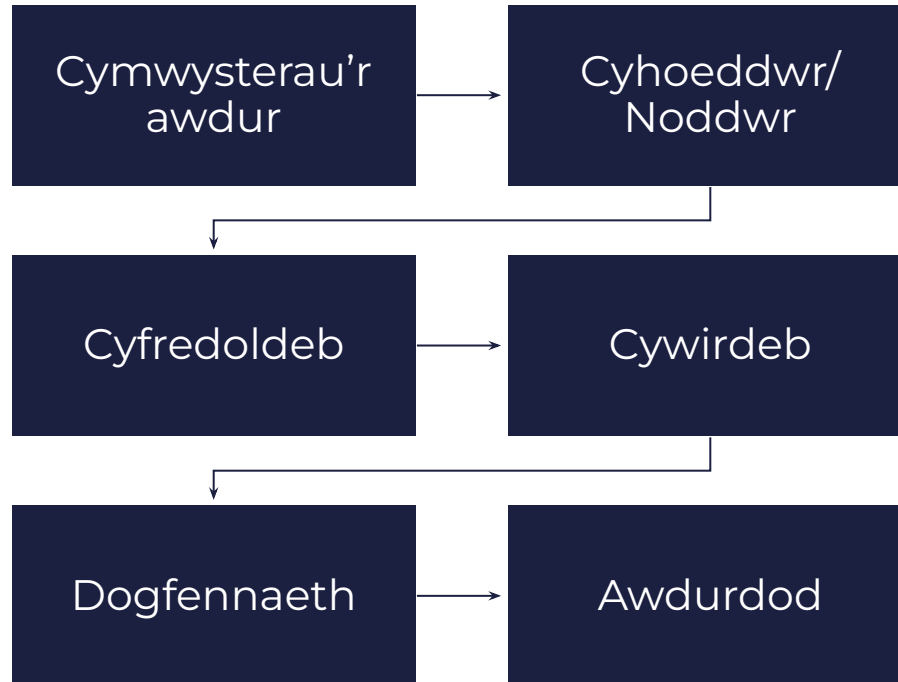 Cymwysterau’r
awdur
Cyhoeddwr/
Noddwr
Cyfredoldeb
Cywirdeb
Dogfennaeth
Awdurdod